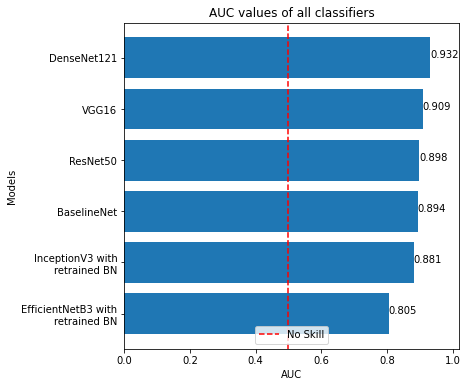 AUC values of all classifiers
DenseNet121
0.932
VGG16
0.909
ResNet50
0.898
Models
BaselineNet
0.894
InceptionV3 with
retrained BN
0.881
EfficientNetB3 with
retrained BN
0.805
No Skill
0.0
0.2
0.4
0.6
0.8
1.0
AUC